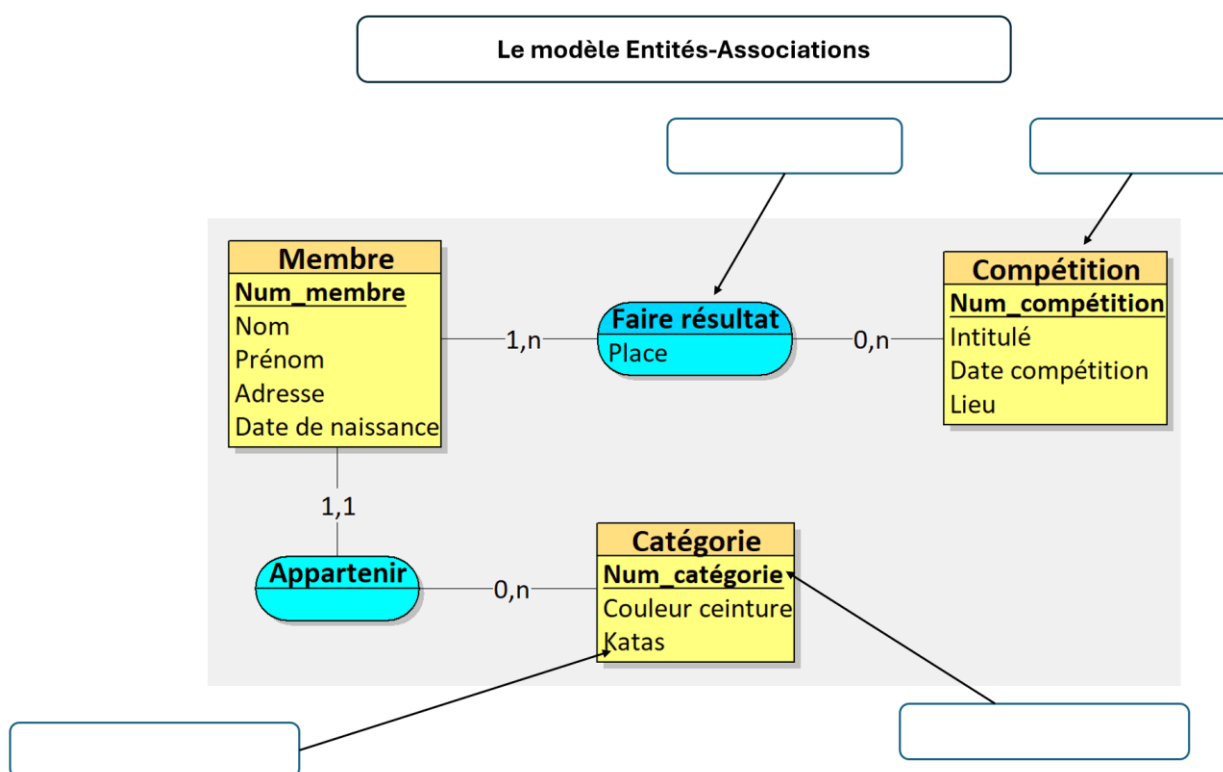 Le modèle Entités-Associations
Membre
Num_membre
Nom
Prénom
Adresse
Date de naissance
1,n
Faire résultat
Place
0,n
Compétition
Num_compétition
Intitulé
Date compétition
Lieu
1,1
Appartenir
0,n
Catégorie
Num_catégorie
Couleur ceinture
Katas